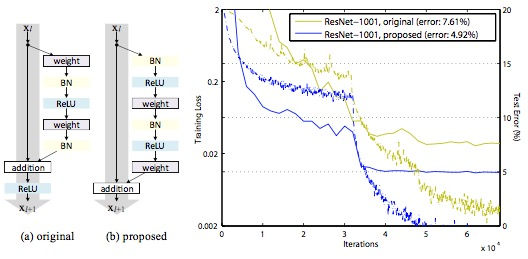 x_l
weight
BN
ReLU
weight
BN
addition
ReLU
x_{l+1}
(a) original
x_l
BN
ReLU
weight
BN
ReLU
weight
addition
x_{l+1}
(b) proposed
ResNet-1001, original (error: 7.61%)
ResNet-1001, proposed (error: 4.92%)
Training Loss
2
0.2
0.02
0.002
Test Error (%)
20
15
10
5
0
0 1 2 3 4 5 6
Iterations
x 10^4